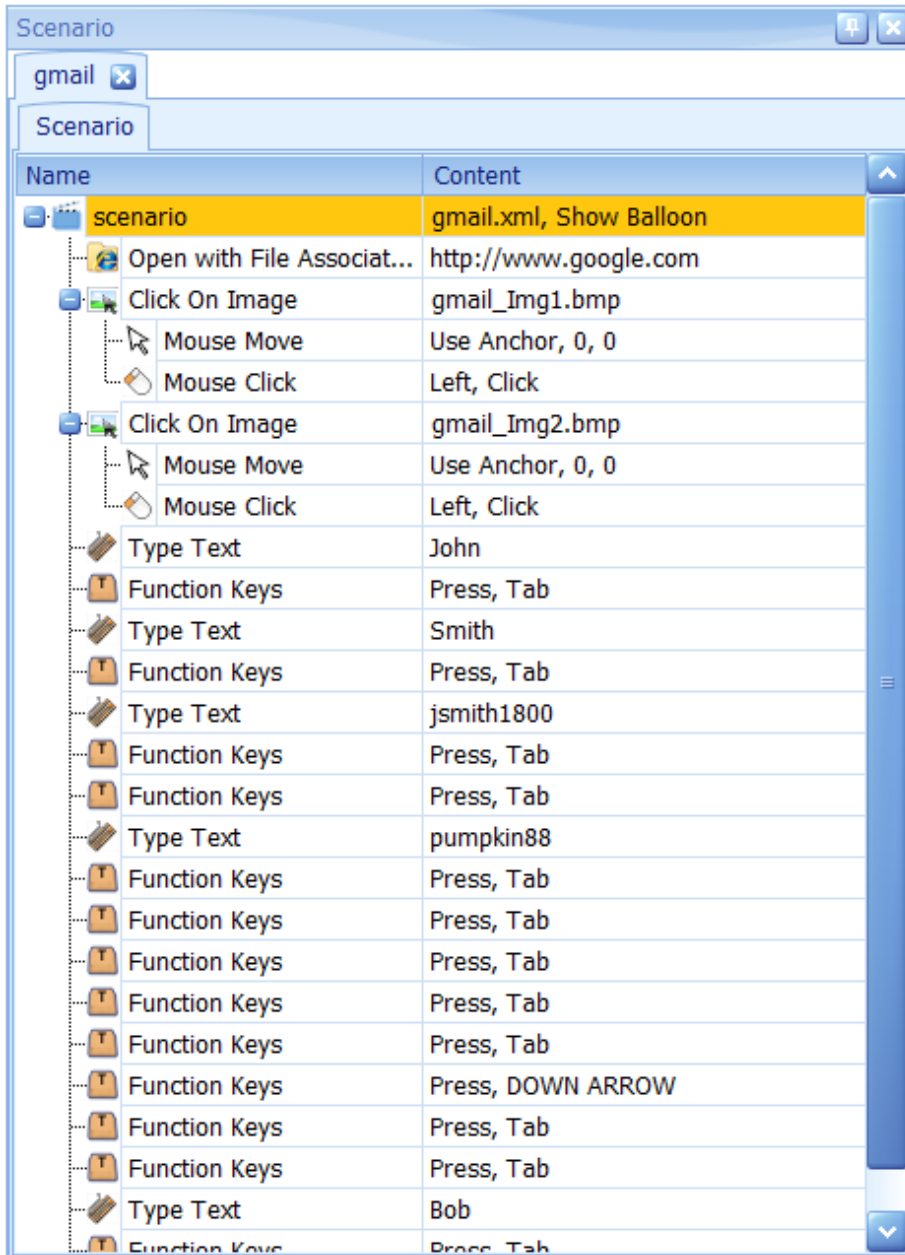 Scenario
gmail
Scenario
Name Content
scenario gmail.xml, Show Balloon
Open with File Associat... http://www.google.com
Click On Image gmail_Img1.bmp
Mouse Move Use Anchor, 0, 0
Mouse Click Left, Click
Click On Image gmail_Img2.bmp
Mouse Move Use Anchor, 0, 0
Mouse Click Left, Click
Type Text John
Function Keys Press, Tab
Type Text Smith
Function Keys Press, Tab
Type Text jsmith1800
Function Keys Press, Tab
Function Keys Press, Tab
Type Text pumpkin88
Function Keys Press, Tab
Function Keys Press, Tab
Function Keys Press, Tab
Function Keys Press, Tab
Function Keys Press, Tab
Function Keys Press, DOWN ARROW
Function Keys Press, Tab
Function Keys Press, Tab
Type Text Bob
Function Keys Press, Tab